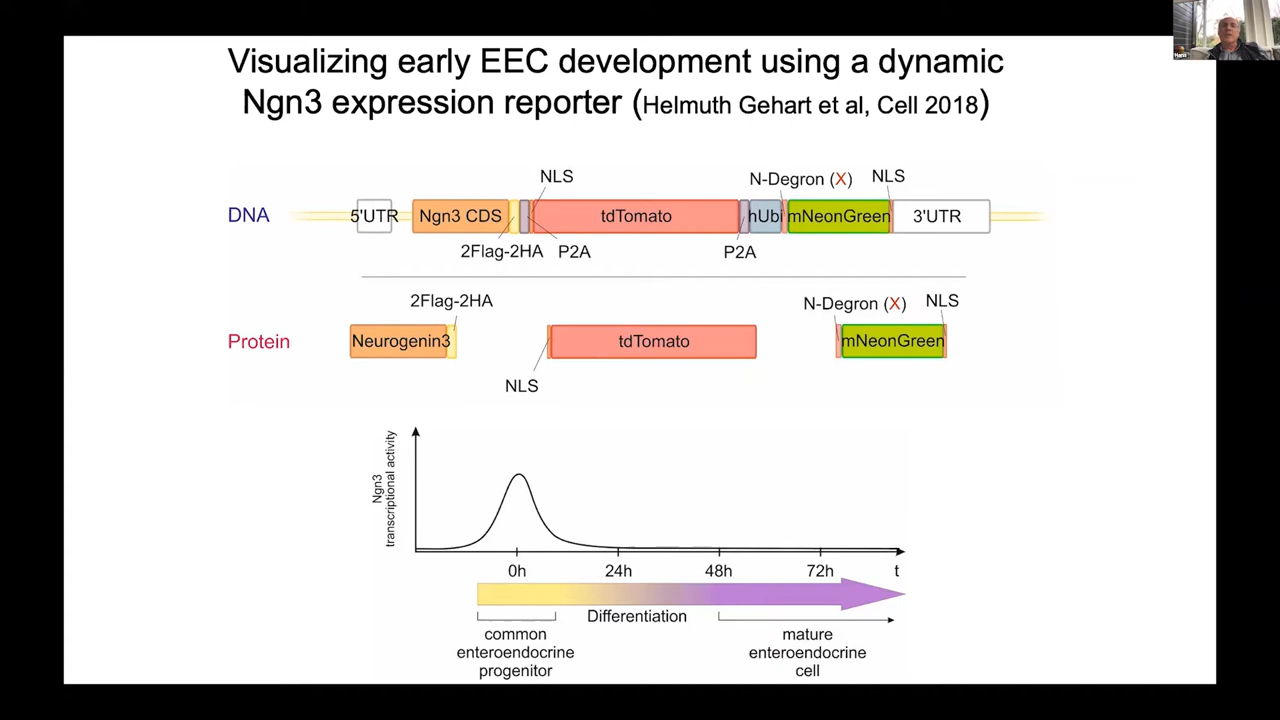 Visualizing early EEC development using a dynamic
Ngn3 expression reporter (Helmuth Gehart et al, Cell 2018)
NLS
N-Degron (X)
NLS
DNA
5'UTR
Ngn3 CDS
tdTomato
hUbi
mNeonGreen
3'UTR
2Flag-2HA
P2A
P2A
2Flag-2HA
N-Degron (X)
NLS
Protein
Neurogenin3
tdTomato
mNeonGreen
NLS
Ngn3
transcriptional activity
0h
24h
48h
72h
t
Differentiation
common
enteroendocrine
progenitor
mature
enteroendocrine
cell
Hans